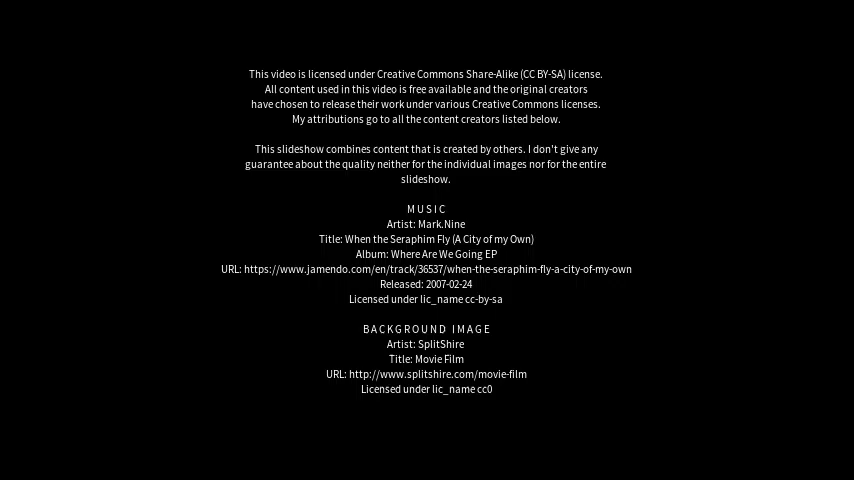 This video is licensed under Creative Commons Share-Alike (CC BY-SA) license.
All content used in this video is free available and the original creators
have chosen to release their work under various Creative Commons licenses.
My attributions go to all the content creators listed below.
This slideshow combines content that is created by others. I don't give any
guarantee about the quality neither for the individual images nor for the entire
slideshow.
MUSIC
Artist: Mark.Nine
Title: When the Seraphim Fly (A City of my Own)
Album: Where Are We Going EP
URL: https://www.jamendo.com/en/track/36537/when-the-seraphim-fly-a-city-of-my-own
Released: 2007-02-24
Licensed under lic_name cc-by-sa
BACKGROUND IMAGE
Artist: SplitShire
Title: Movie Film
URL: http://www.splitshire.com/movie-film
Licensed under lic_name cc0